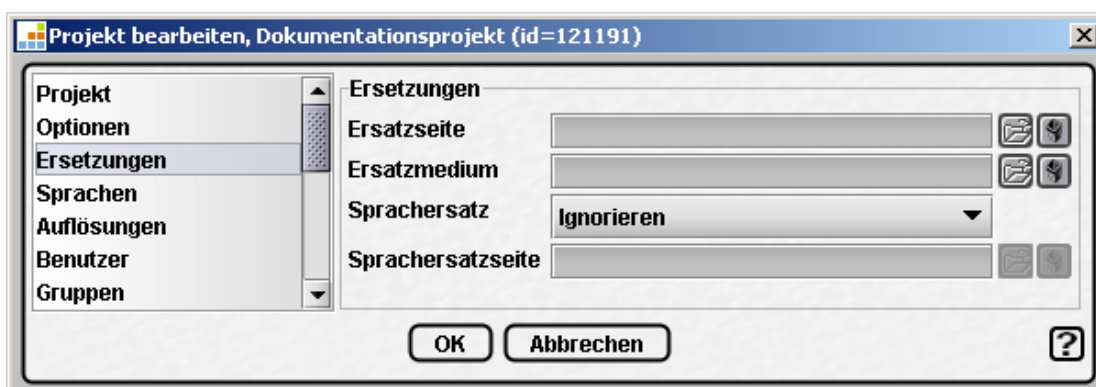 Projekt bearbeiten, Dokumentationsprojekt (id=121191)
Projekt
Optionen
Ersetzungen
Sprachen
Auflösungen
Benutzer
Gruppen
Ersetzungen
Ersatzseite
Ersatzmedium
Sprachersatz Ignorieren
Sprachersatzseite
OK Abbrechen ?